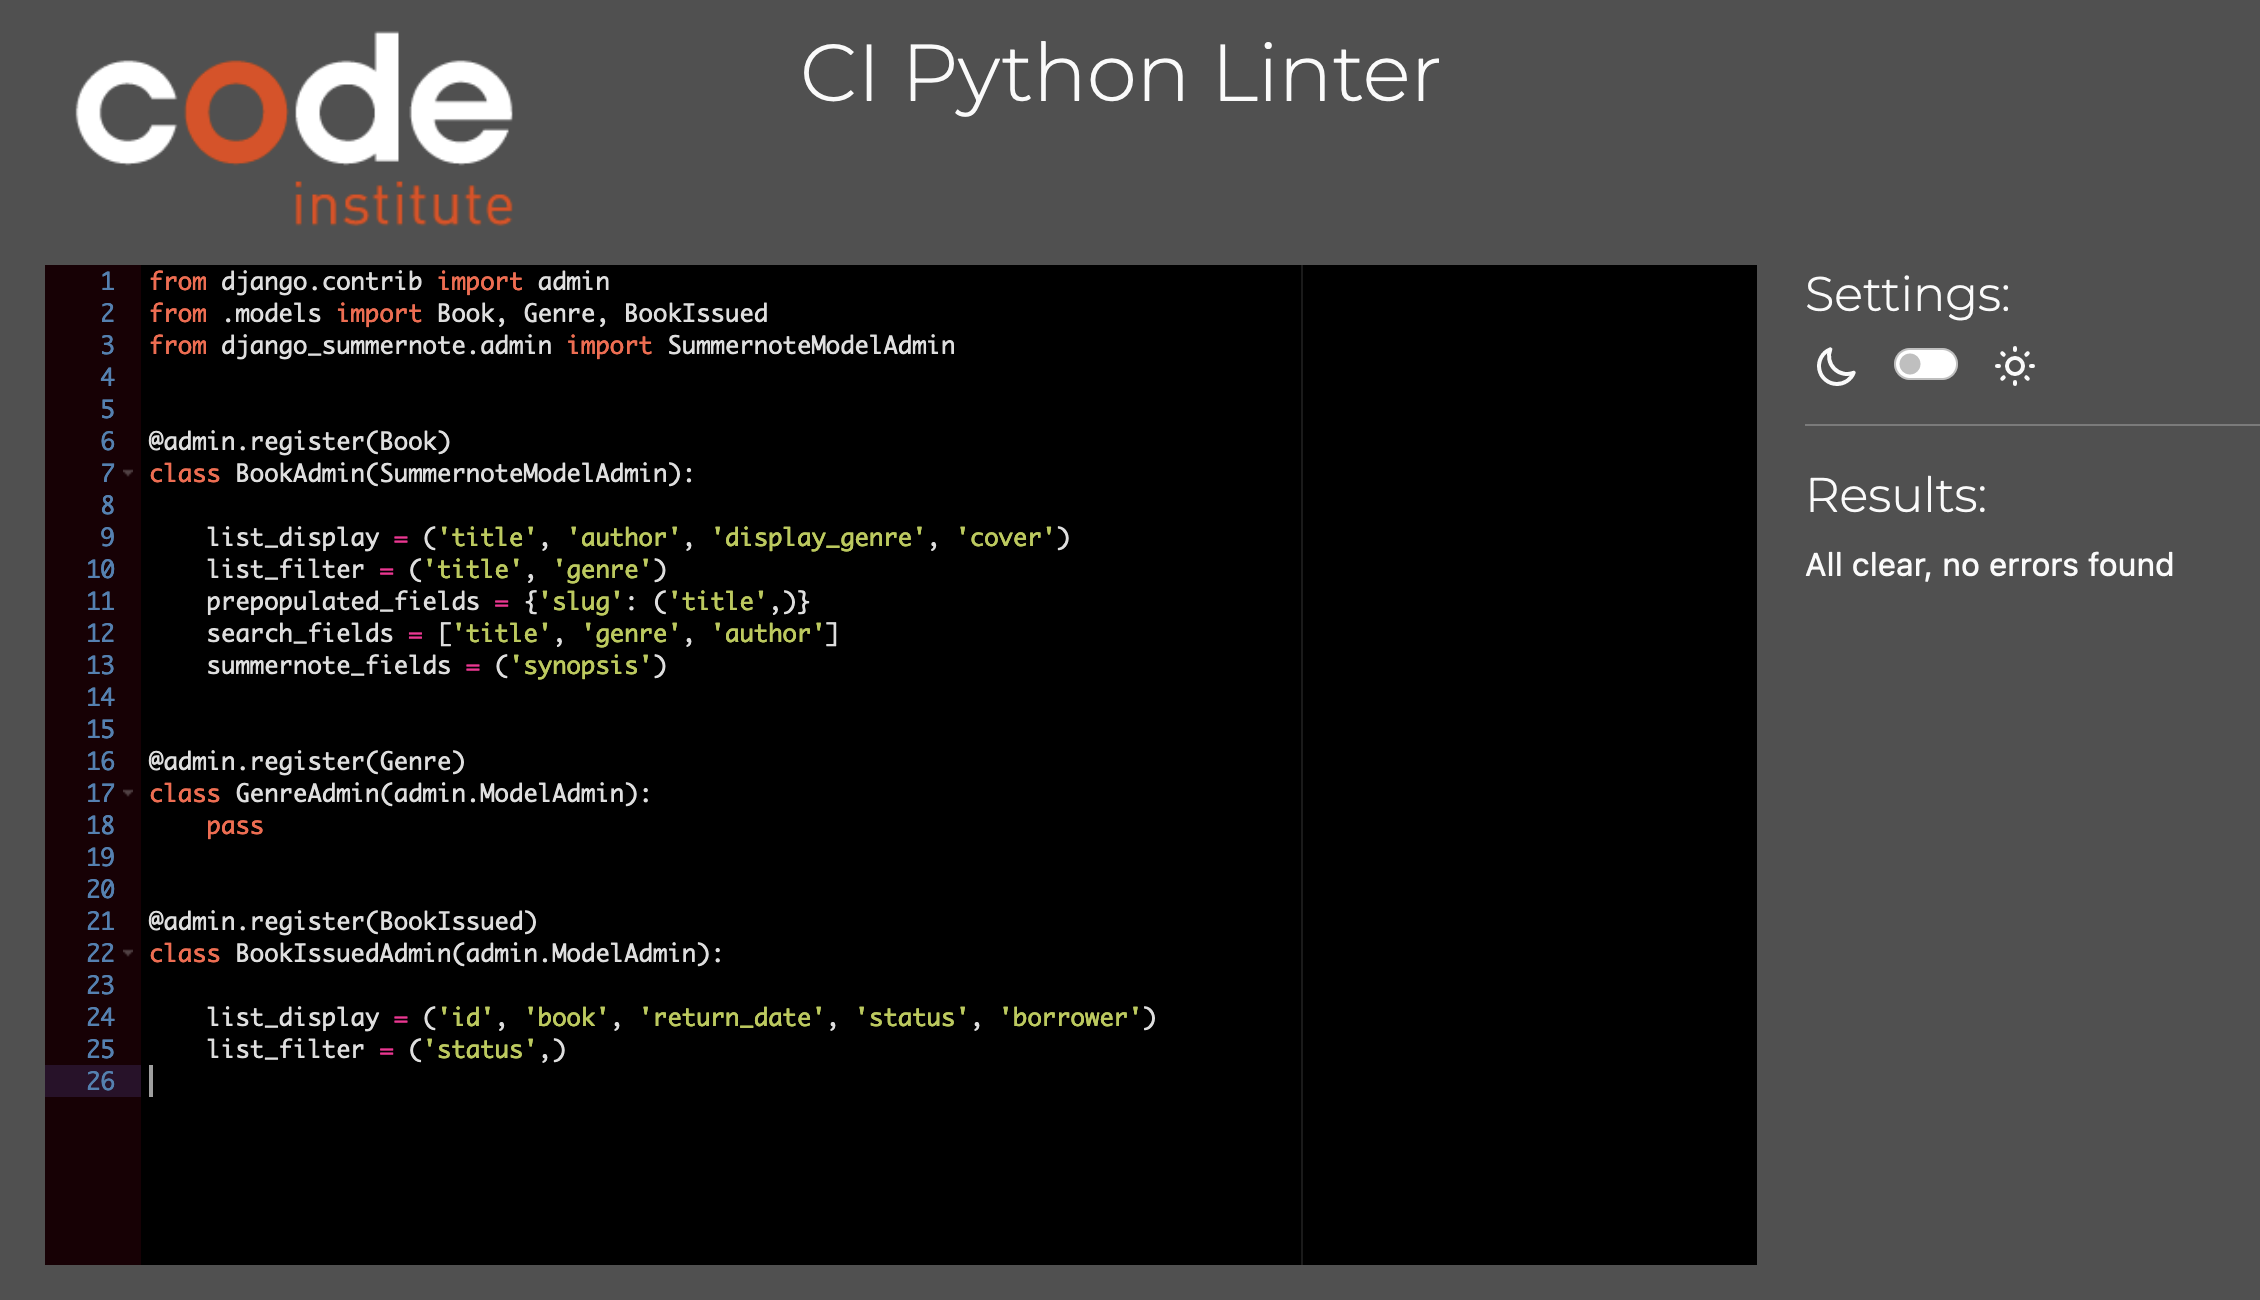 code
institute
CI Python Linter
1 from django.contrib import admin
2 from .models import Book, Genre, BookIssued
3 from django_summernote.admin import SummernoteModelAdmin
4
5
6 @admin.register(Book)
7 class BookAdmin(SummernoteModelAdmin):
8
9     list_display = ('title', 'author', 'display_genre', 'cover')
10     list_filter = ('title', 'genre')
11     prepopulated_fields = {'slug': ('title',)}
12     search_fields = ['title', 'genre', 'author']
13     summernote_fields = ('synopsis')
14
15
16 @admin.register(Genre)
17 class GenreAdmin(admin.ModelAdmin):
18     pass
19
20
21 @admin.register(BookIssued)
22 class BookIssuedAdmin(admin.ModelAdmin):
23
24     list_display = ('id', 'book', 'return_date', 'status', 'borrower')
25     list_filter = ('status',)
26
Settings:
Results:
All clear, no errors found